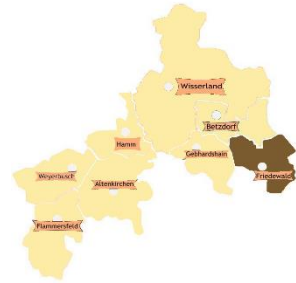 Wisserland
Betzdorf
Hamm
Gebhardshain
Friedewald
Weyerbusch
Altenkirchen
Flammersfeld